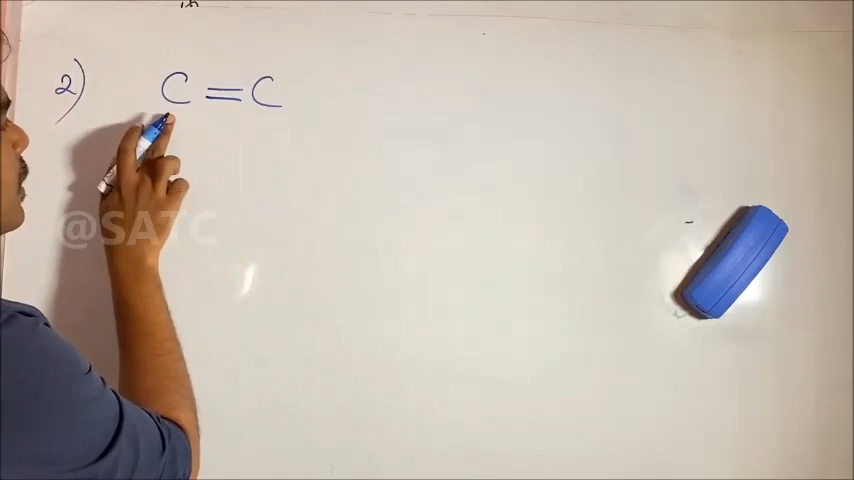 2) C = C
@SATC